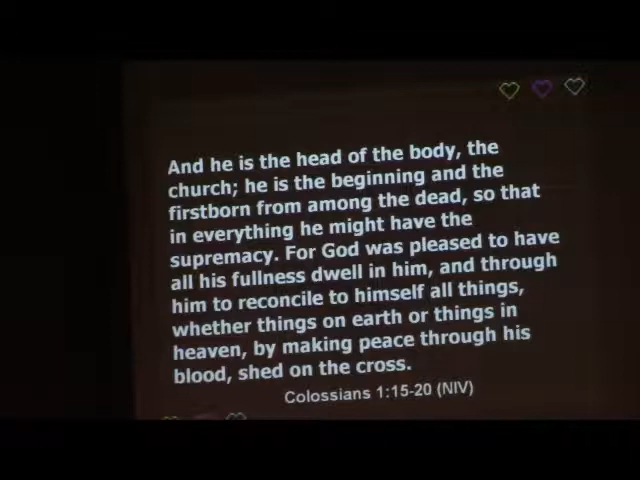 And he is the head of the body, the
church; he is the beginning and the
firstborn from among the dead, so that
in everything he might have the
supremacy. For God was pleased to have
all his fullness dwell in him, and through
him to reconcile to himself all things,
whether things on earth or things in
heaven, by making peace through his
blood, shed on the cross.
Colossians 1:15-20 (NIV)